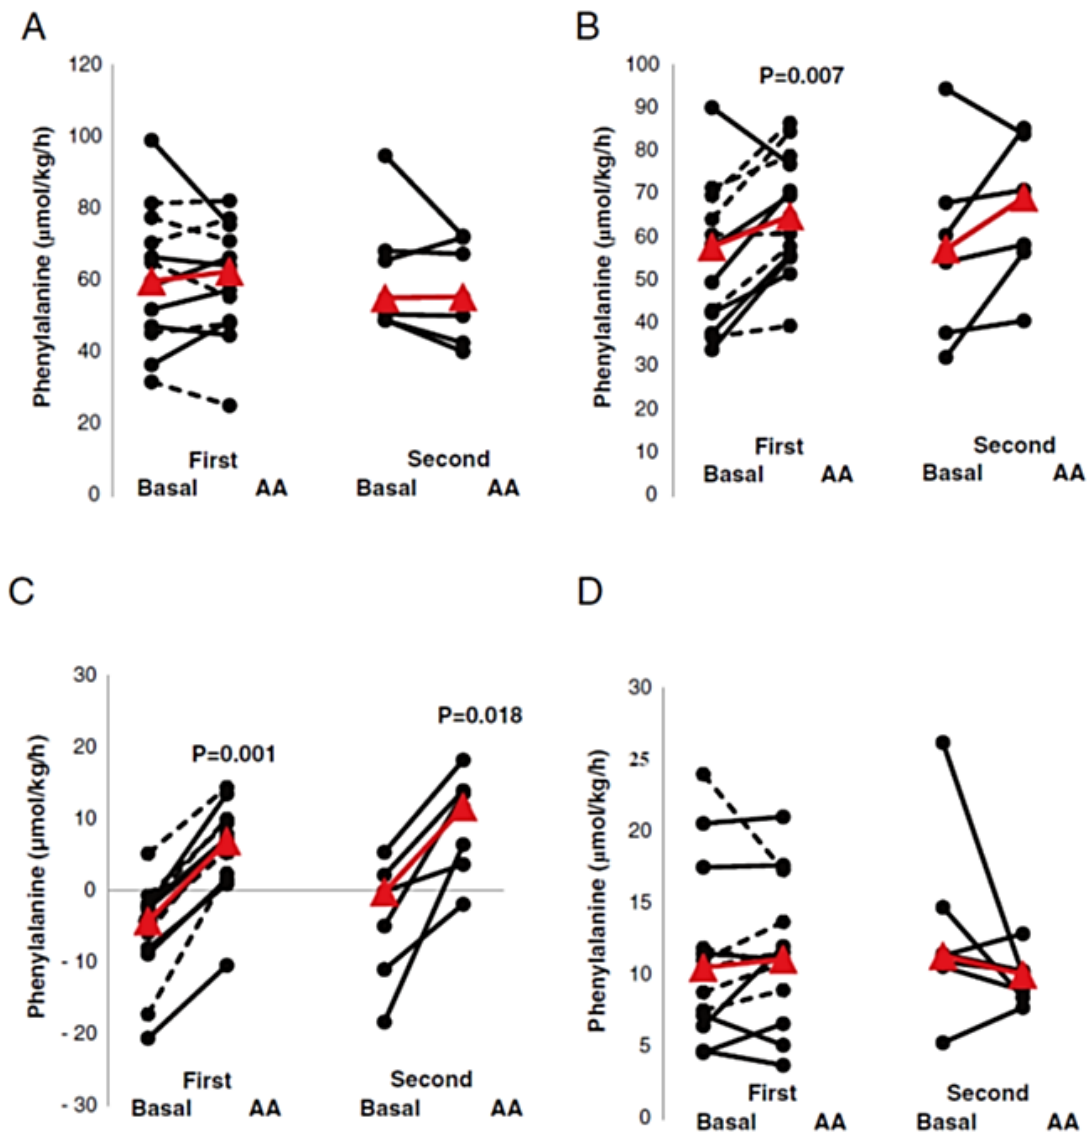 A
Phenylalanine (µmol/kg/h)
120
100
80
60
40
20
0
First
Second
Basal AA Basal AA
B
Phenylalanine (µmol/kg/h)
100
90
80
70
60
50
40
30
20
10
0
P=0.007
First
Second
Basal AA Basal AA
C
Phenylalanine (µmol/kg/h)
30
20
10
0
- 10
- 20
- 30
P=0.001
P=0.018
First
Second
Basal AA Basal AA
D
Phenylalanine (µmol/kg/h)
30
25
20
15
10
5
0
First
Second
Basal AA Basal AA